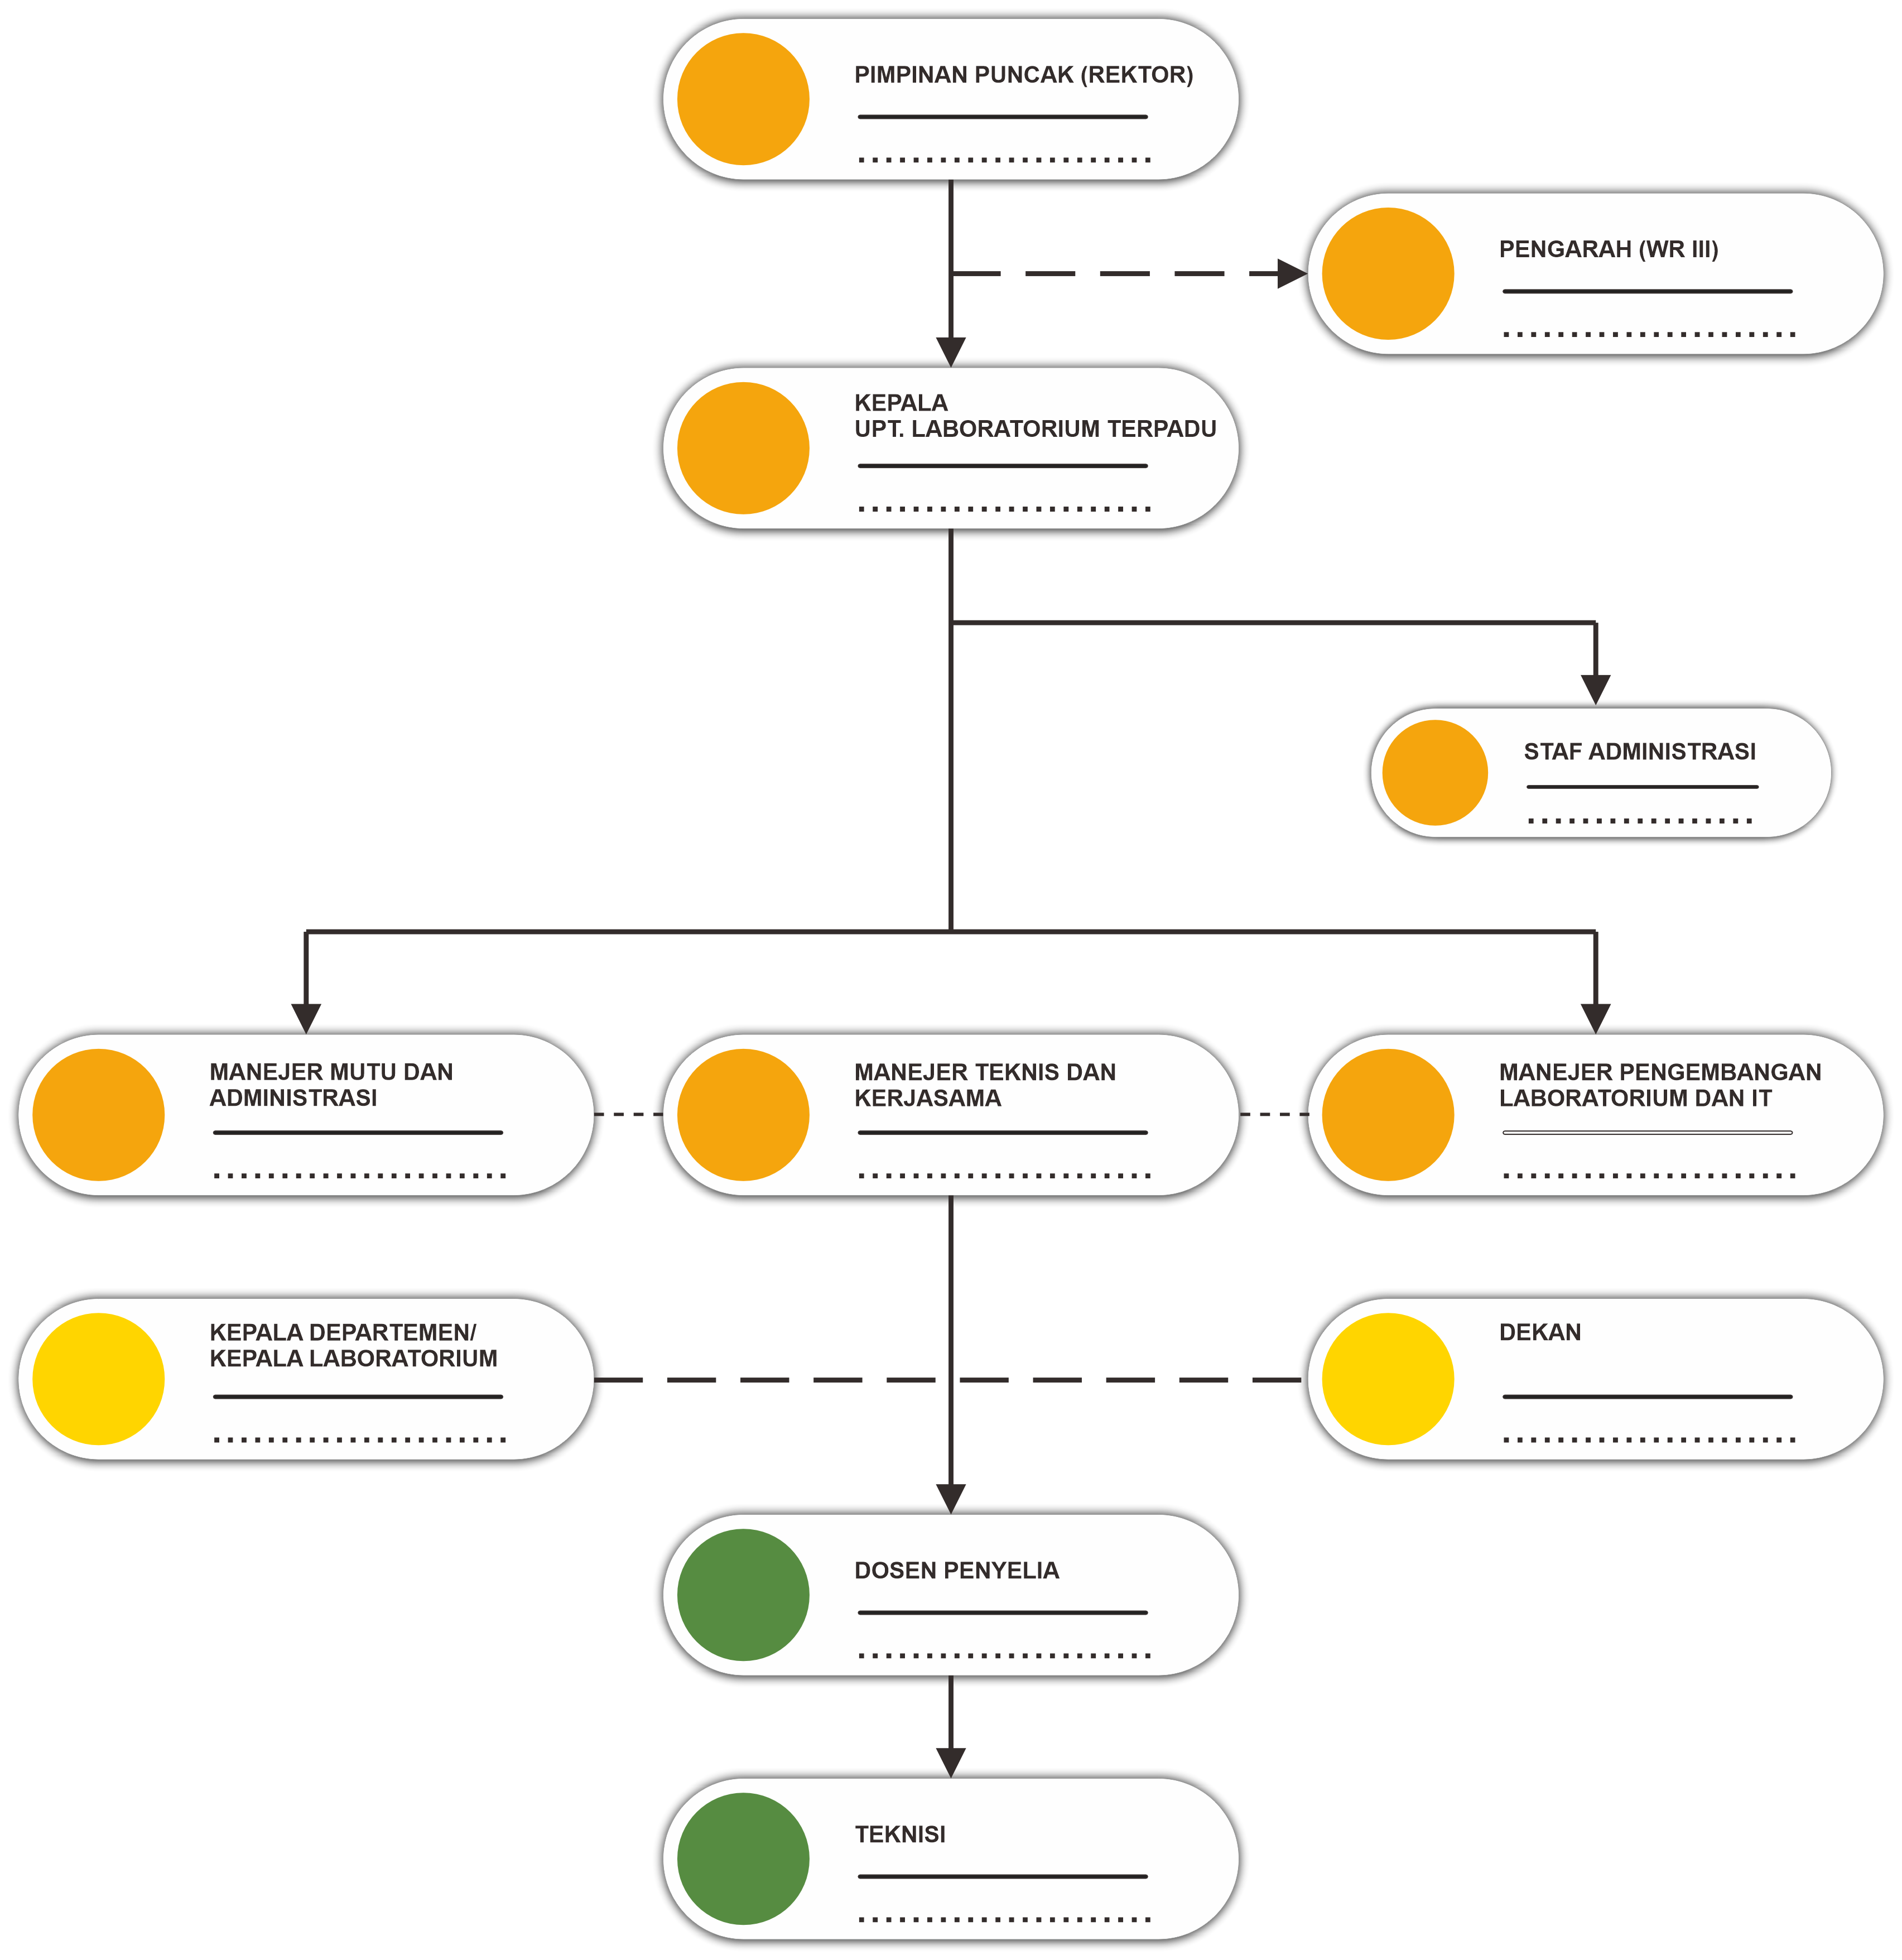 PIMPINAN PUNCAK (REKTOR)
PENGARAH (WR III)
KEPALA
UPT. LABORATORIUM TERPADU
STAF ADMINISTRASI
MANEJER MUTU DAN
ADMINISTRASI
MANEJER TEKNIS DAN
KERJASAMA
MANEJER PENGEMBANGAN
LABORATORIUM DAN IT
KEPALA DEPARTEMEN/
KEPALA LABORATORIUM
DEKAN
DOSEN PENYELIA
TEKNISI